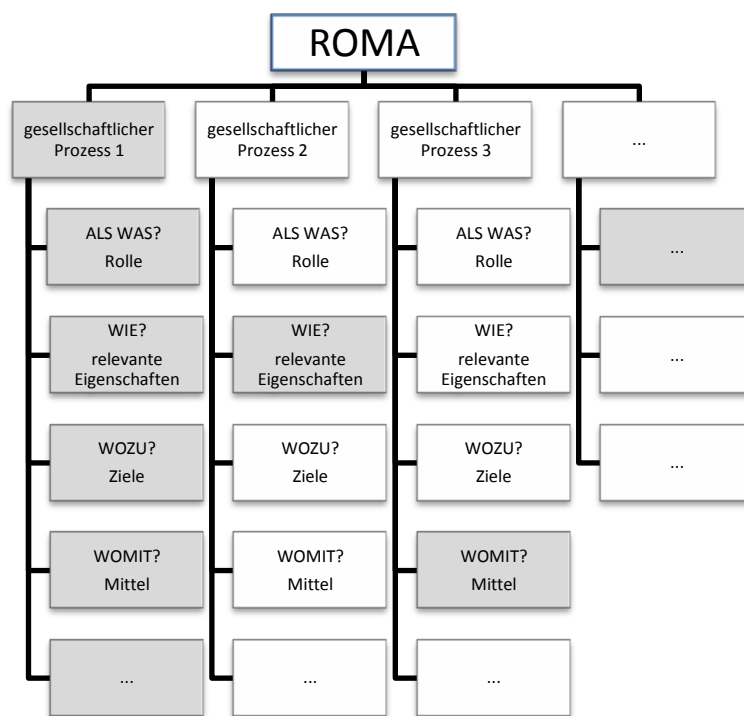 ROMA
gesellschaftlicher
Prozess 1
gesellschaftlicher
Prozess 2
gesellschaftlicher
Prozess 3
...
ALS WAS?
Rolle
WIE?
relevante
Eigenschaften
WOZU?
Ziele
WOMIT?
Mittel
...
ALS WAS?
Rolle
WIE?
relevante
Eigenschaften
WOZU?
Ziele
WOMIT?
Mittel
...
ALS WAS?
Rolle
WIE?
relevante
Eigenschaften
WOZU?
Ziele
WOMIT?
Mittel
...
...
...
...